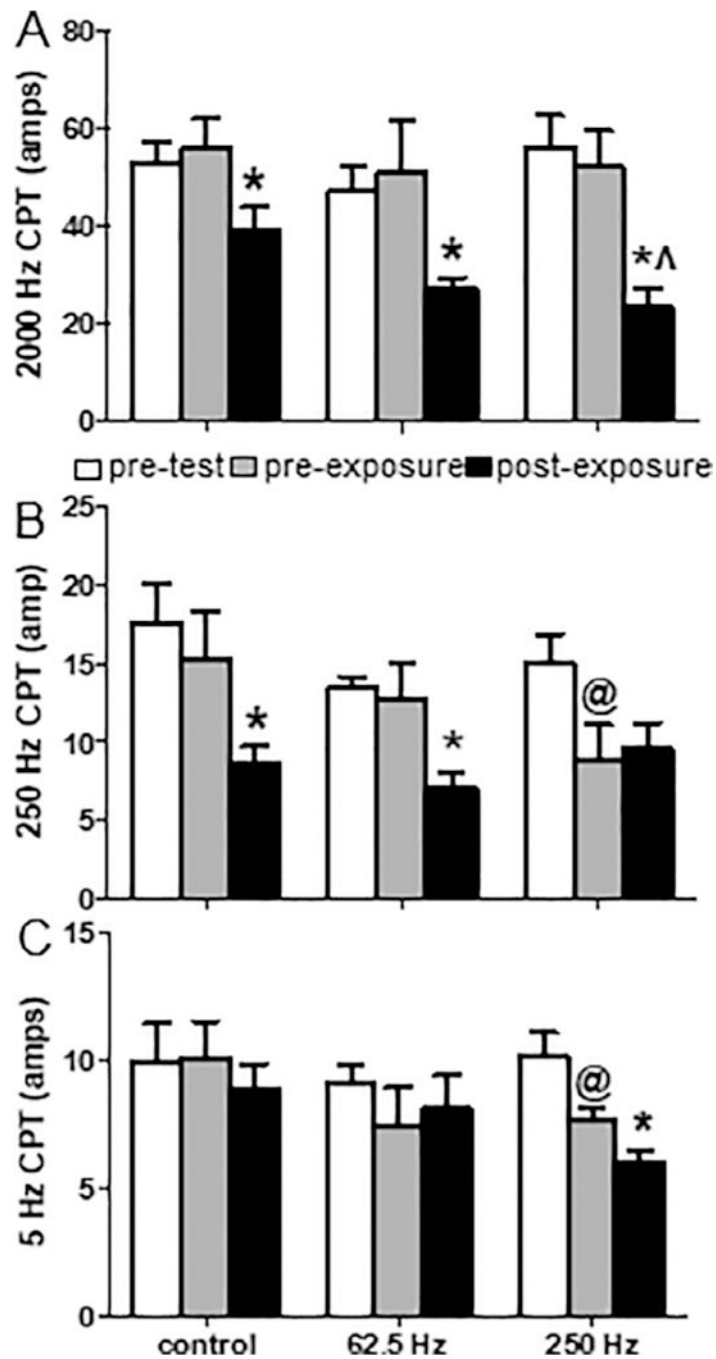 A
2000 Hz CPT (amps)
80
60
40
20
0
*
*
*^
pre-test pre-exposure post-exposure
B
250 Hz CPT (amp)
25
20
15
10
5
0
*
*
@
C
5 Hz CPT (amps)
15
10
5
0
@
*
control 62.5 Hz 250 Hz